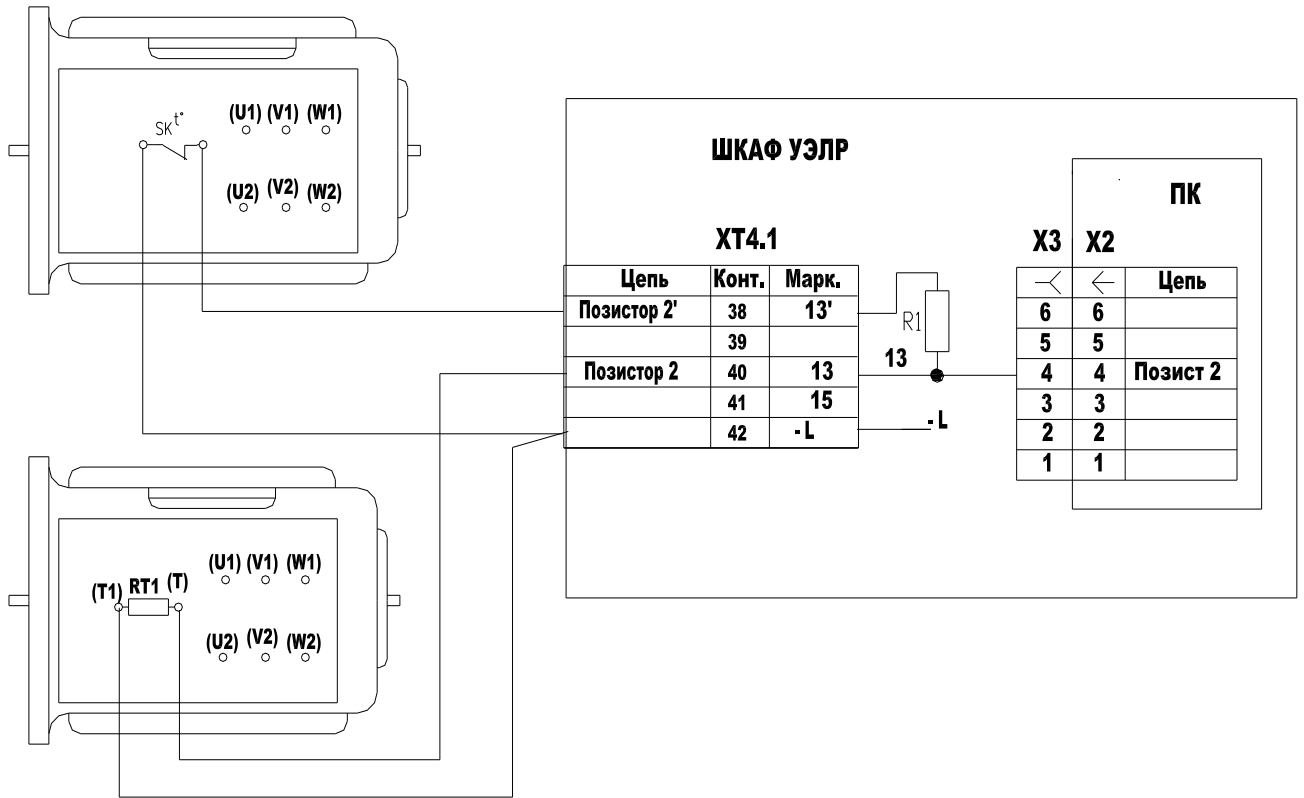 SK t°
(U1) (V1) (W1)
(U2) (V2) (W2)
ШКАФ УЭЛР
ПК
XT4.1
X3 X2
Цепь Конт. Марк.
Позистор 2' 38 13'
39
Позистор 2 40 13
41 15
42 - L
R1
13
- L
Цепь
6 6
5 5
4 4 Позист 2
3 3
2 2
1 1
(T1) RT1 (T)
(U1) (V1) (W1)
(U2) (V2) (W2)